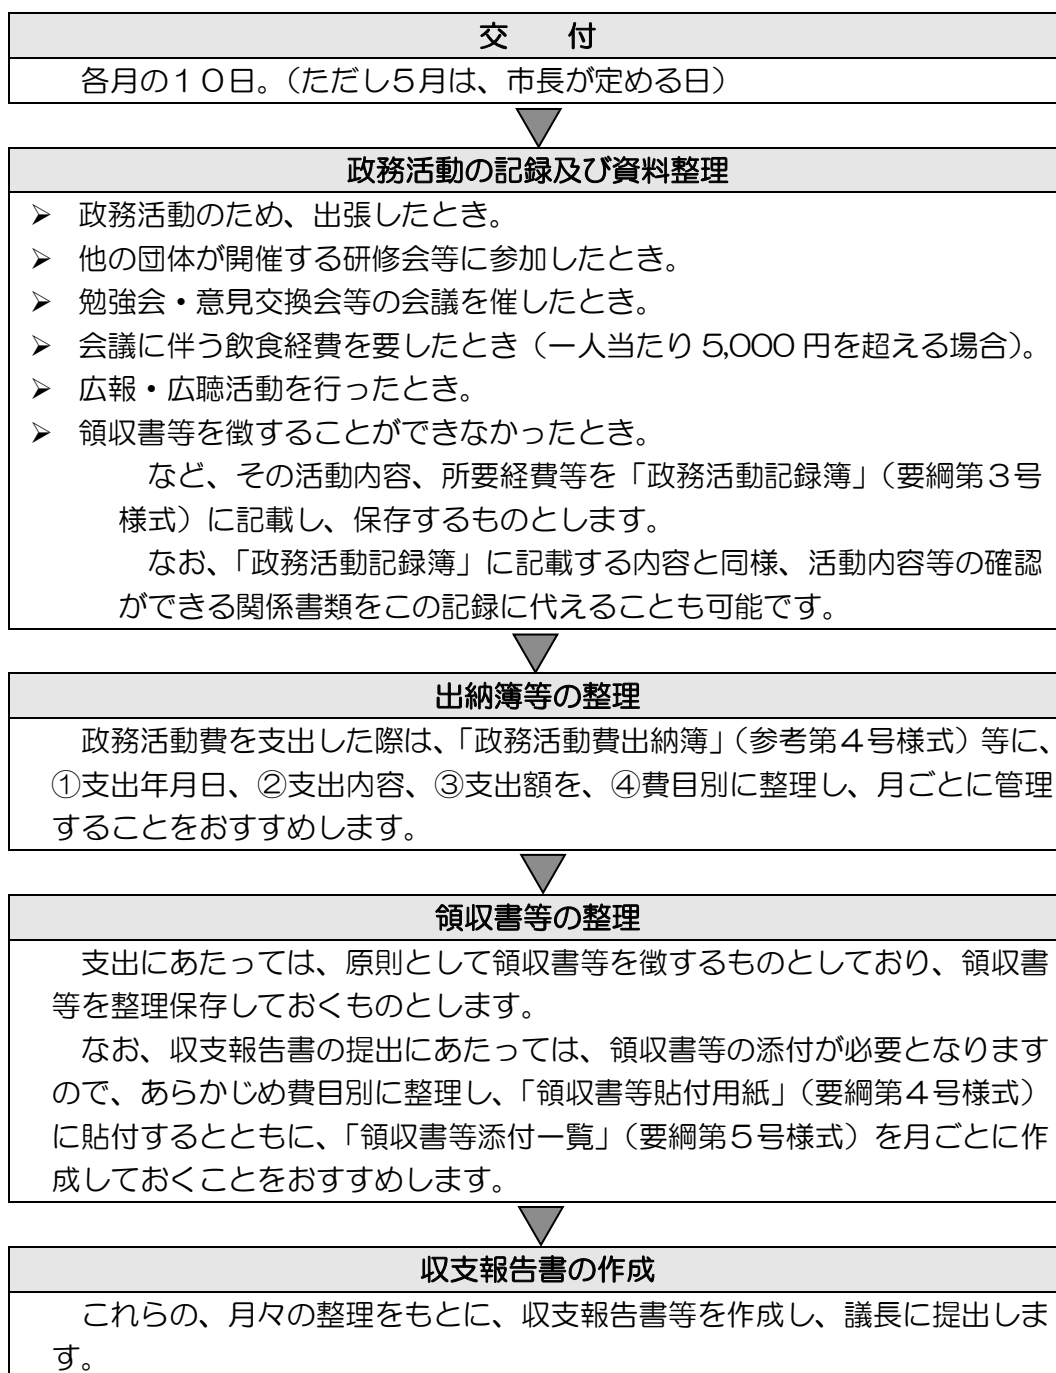 交　　付
各月の１０日。（ただし５月は、市長が定める日）
政務活動の記録及び資料整理
➢ 政務活動のため、出張したとき。
➢ 他の団体が開催する研修会等に参加したとき。
➢ 勉強会・意見交換会等の会議を催したとき。
➢ 会議に伴う飲食経費を要したとき（一人当たり 5,000 円を超える場合）。
➢ 広報・広聴活動を行ったとき。
➢ 領収書等を徴することができなかったとき。
など、その活動内容、所要経費等を「政務活動記録簿」（要綱第３号
様式）に記載し、保存するものとします。
なお、「政務活動記録簿」に記載する内容と同様、活動内容等の確認
ができる関係書類をこの記録に代えることも可能です。
出納簿等の整理
政務活動費を支出した際は、「政務活動費出納簿」（参考第４号様式）等に、
①支出年月日、②支出内容、③支出額を、④費目別に整理し、月ごとに管理
することをおすすめします。
領収書等の整理
支出にあたっては、原則として領収書等を徴するものとしており、領収書
等を整理保存しておくものとします。
なお、収支報告書の提出にあたっては、領収書等の添付が必要となります
ので、あらかじめ費目別に整理し、「領収書等貼付用紙」（要綱第４号様式）
に貼付するとともに、「領収書等添付一覧」（要綱第５号様式）を月ごとに作
成しておくことをおすすめします。
収支報告書の作成
これらの、月々の整理をもとに、収支報告書等を作成し、議長に提出しま
す。